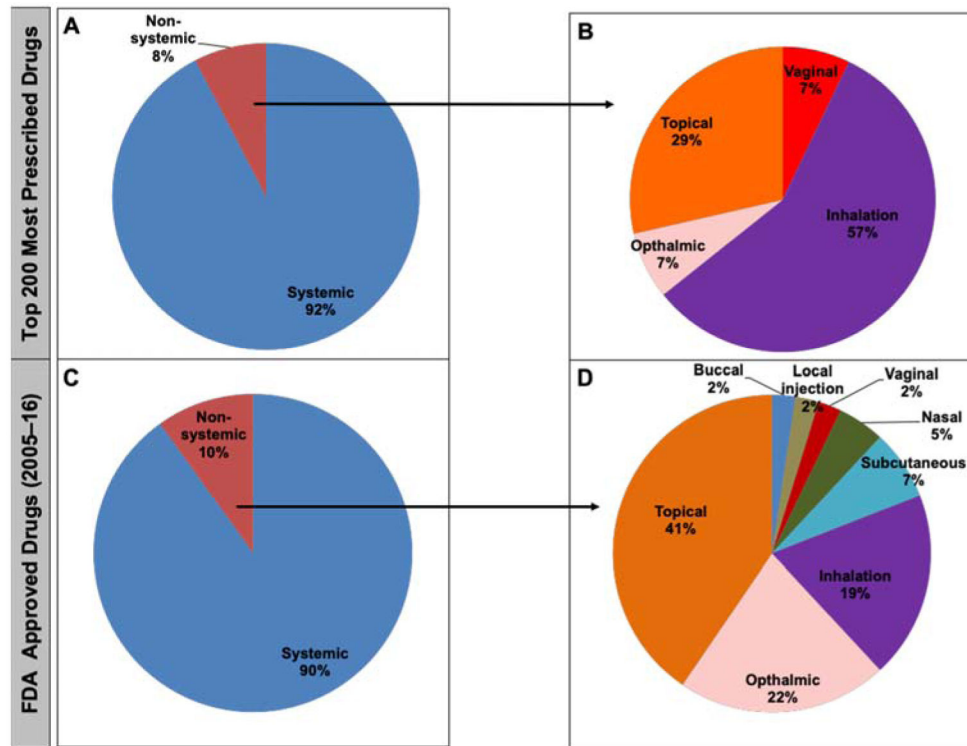 Top 200 Most Prescribed Drugs
A
Non-
systemic
8%
Systemic
92%
B
Vaginal
7%
Topical
29%
Inhalation
57%
Opthalmic
7%
FDA Approved Drugs (2005–16)
C
Non-
systemic
10%
Systemic
90%
D
Buccal
2%
Local
injection
2%
Vaginal
2%
Nasal
5%
Subcutaneous
7%
Topical
41%
Inhalation
19%
Opthalmic
22%